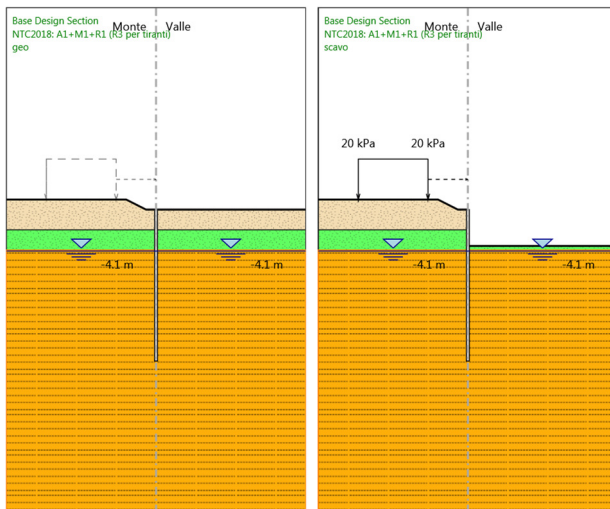 Base Design Section
Monte Valle
NTC2018: A1+M1+R1 (R3 per tiranti)
geo
-4.1 m
-4.1 m
Base Design Section
Monte Valle
NTC2018: A1+M1+R1 (R3 per tiranti)
scavo
20 kPa
20 kPa
-4.1 m
-4.1 m